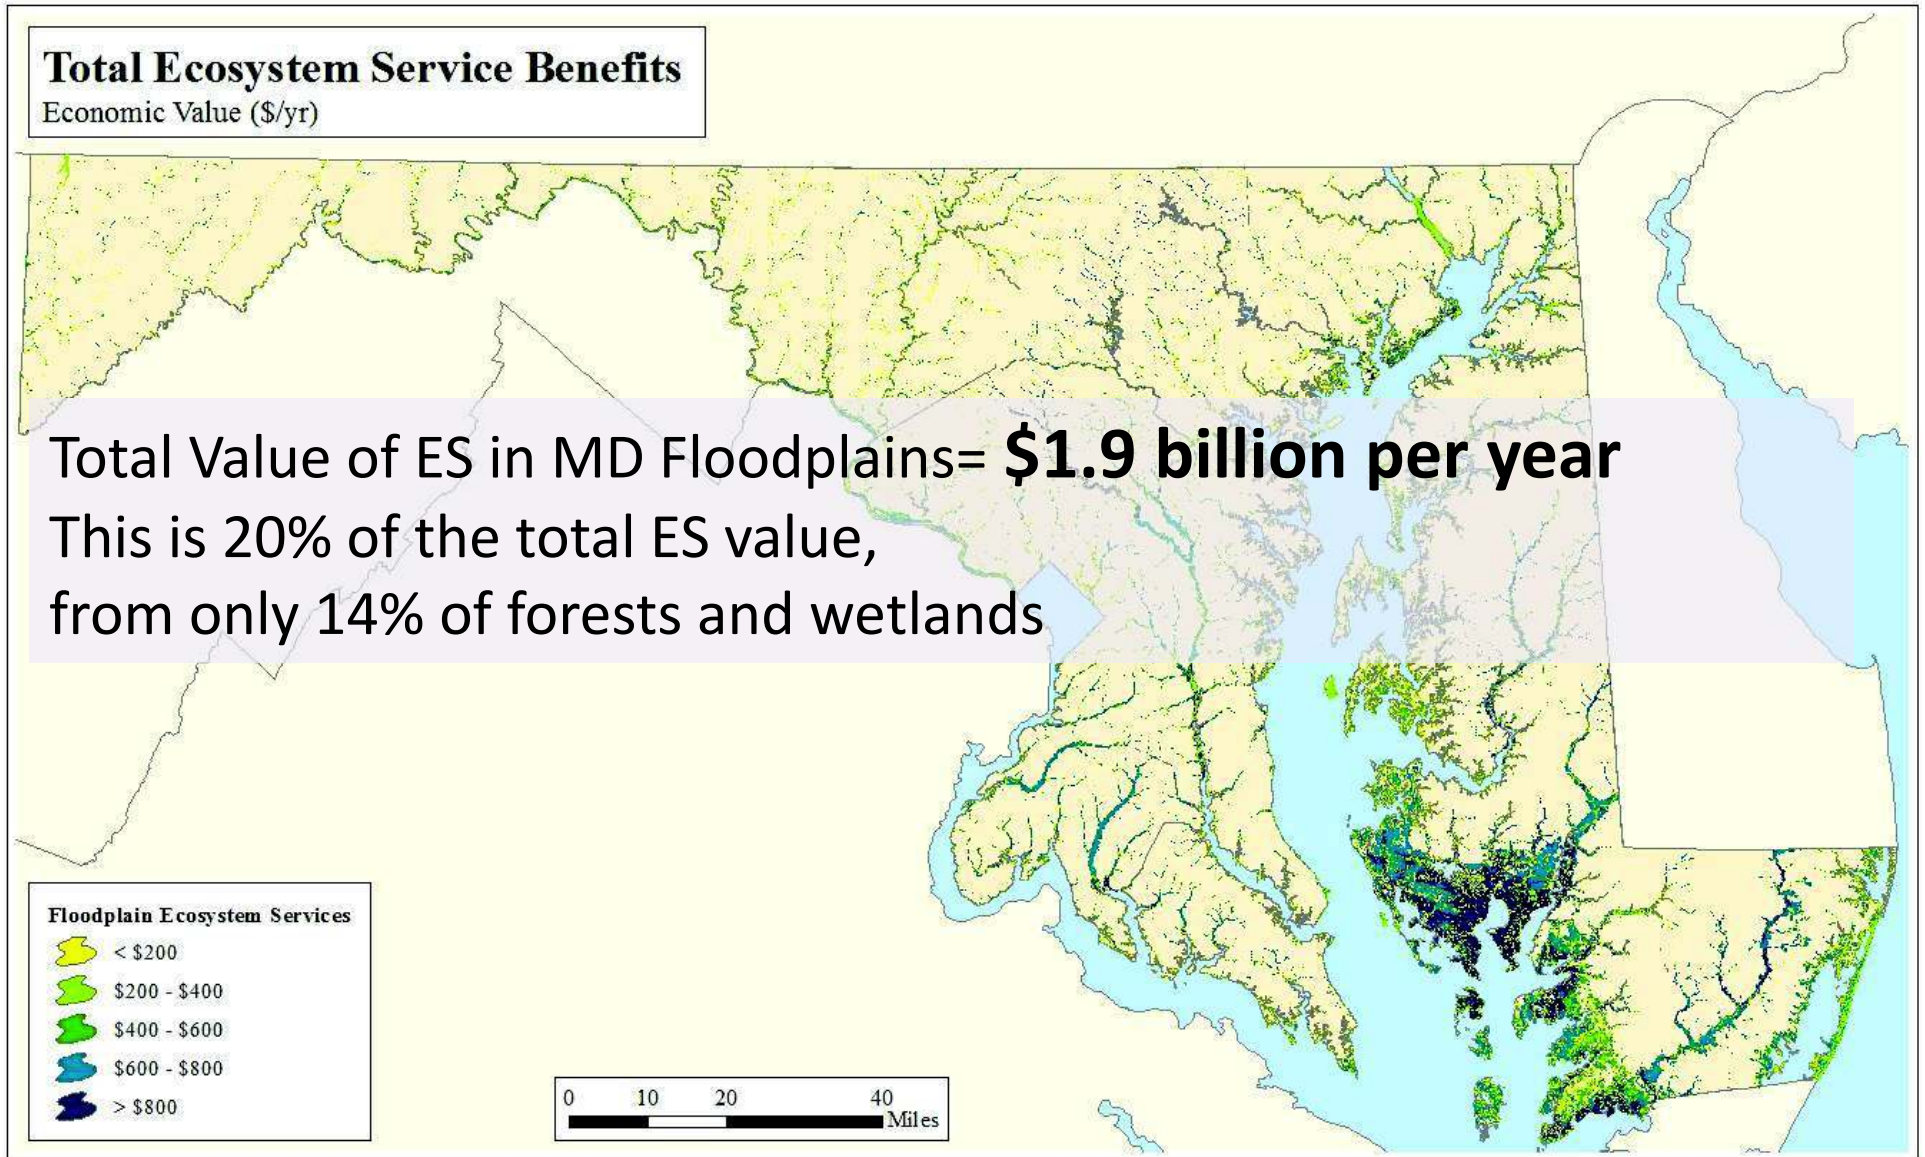 Total Ecosystem Service Benefits
Economic Value ($/yr)
Total Value of ES in MD Floodplains= $1.9 billion per year
This is 20% of the total ES value,
from only 14% of forests and wetlands
Floodplain Ecosystem Services
< $200
$200 - $400
$400 - $600
$600 - $800
> $800
0 10 20 40
Miles